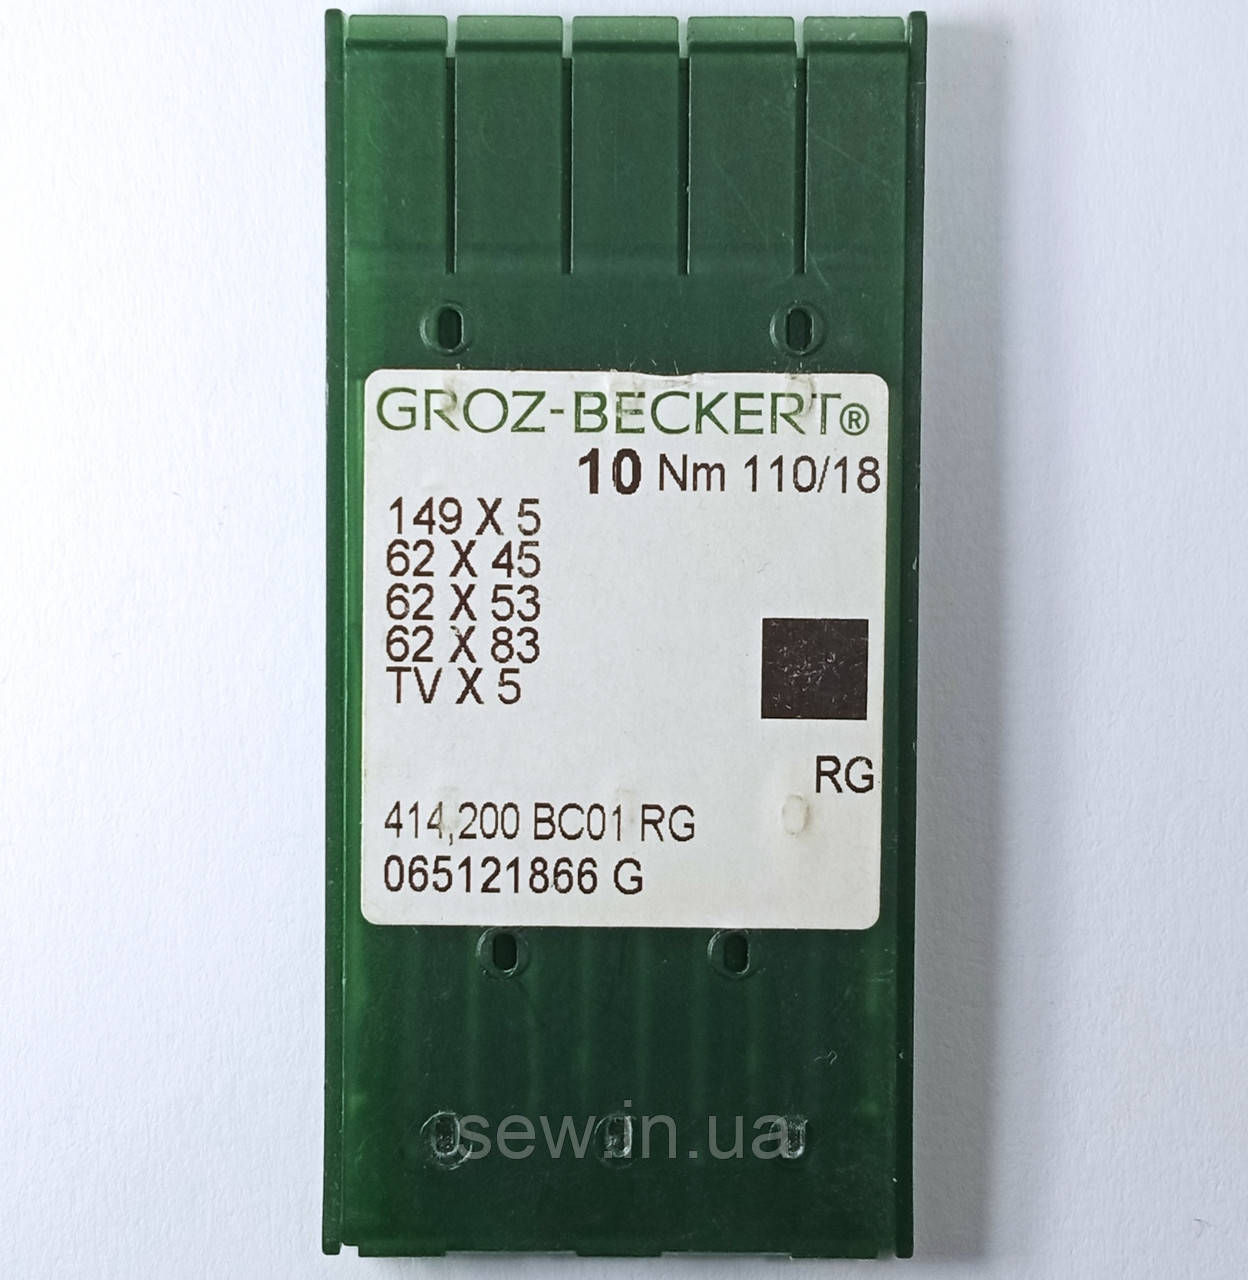 GROZ-BECKERT®
10 Nm 110/18
149 X 5
62 X 45
62 X 53
62 X 83
TV X 5
RG
414,200 BC01 RG
065121866 G
sew.in.ua